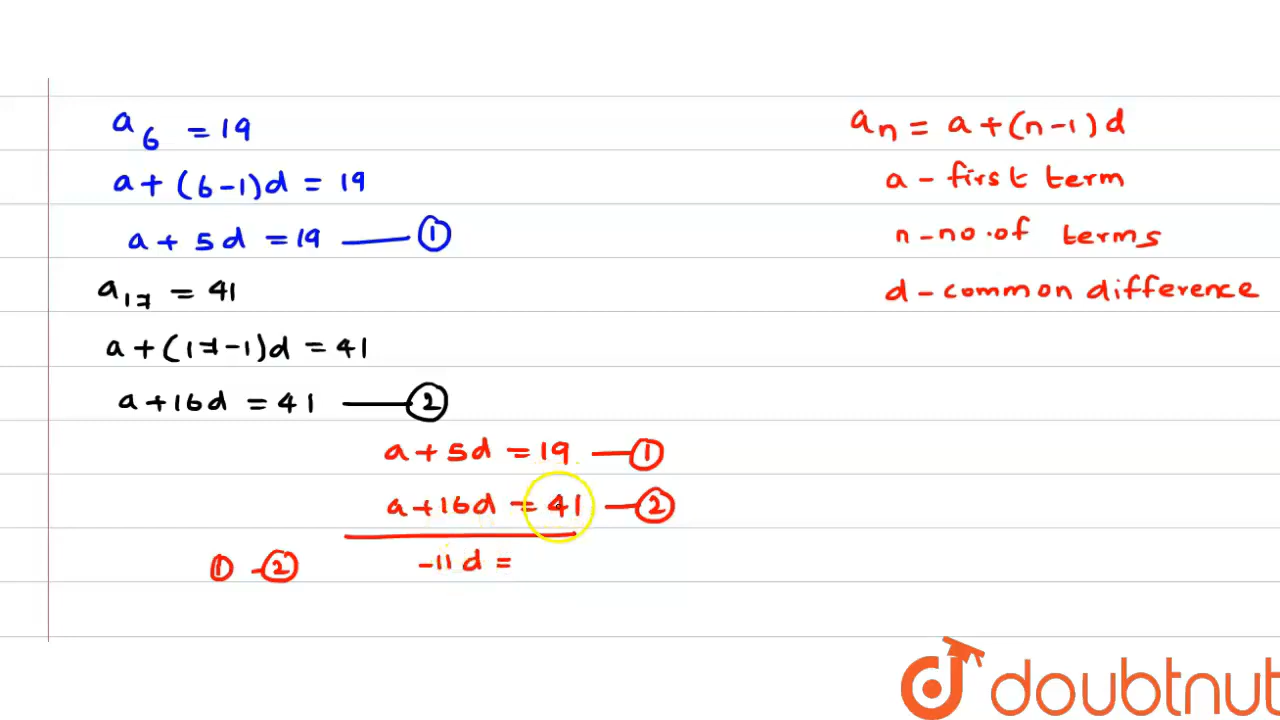 a₆ = 19
a + (6-1)d = 19
a + 5d = 19 —— ①
a₁₇ = 41
a + (17-1)d = 41
a + 16d = 41 —— ②
a + 5d = 19 — ①
a + 16d = 41 — ②
① - ② -11d =
aₙ = a + (n-1)d
a - first term
n - no.of terms
d - common difference
doubtnut